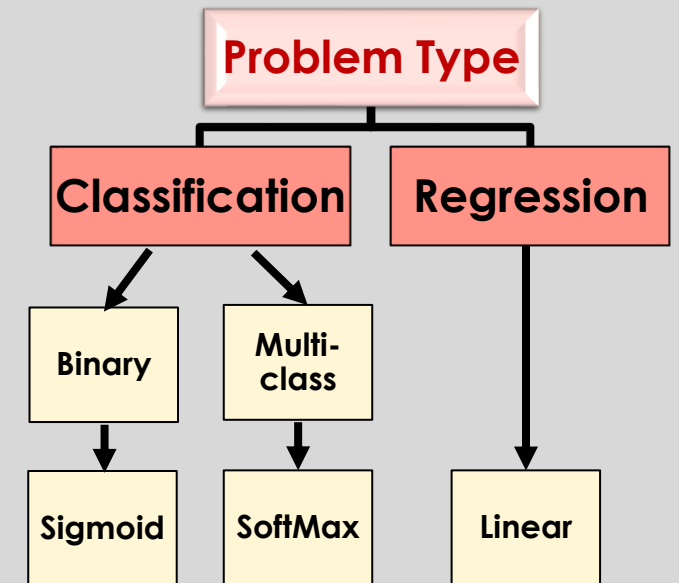 Problem Type
Classification
Regression
Binary
Multi-
class
Sigmoid
SoftMax
Linear